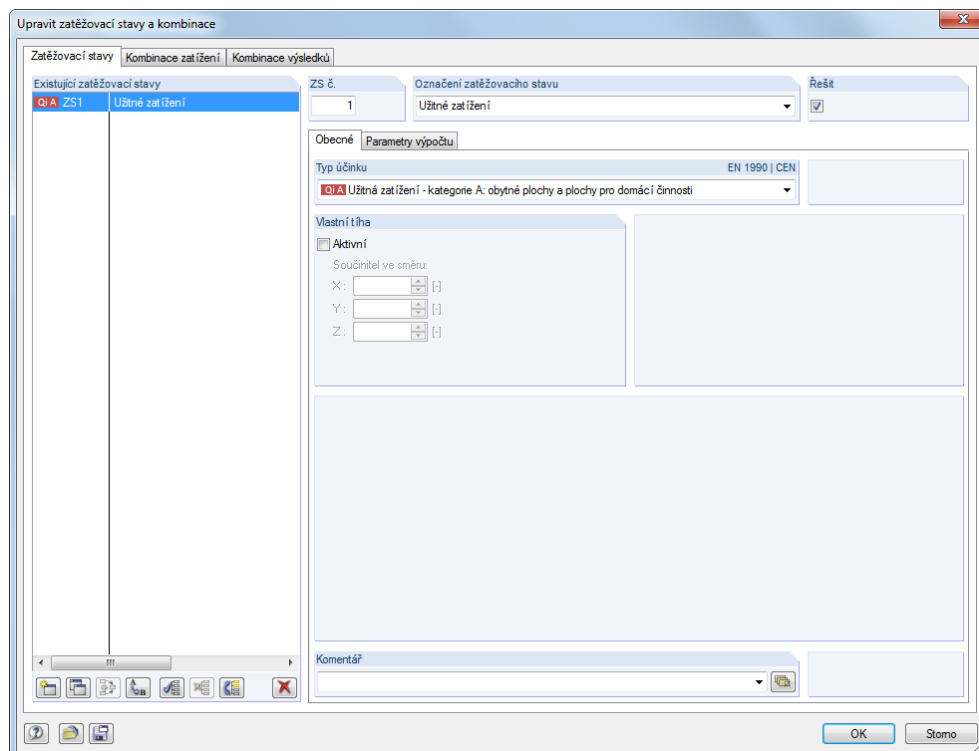 Upravit zatěžovací stavy a kombinace
Zatěžovací stavy
Kombinace zatížení
Kombinace výsledků
Existující zatěžovací stavy
Qi A ZS1 Užitné zatížení
ZS č.
1
Označení zatěžovacího stavu
Užitné zatížení
Řešit
Obecné
Parametry výpočtu
Typ účinku
EN 1990 | CEN
Qi A Užitná zatížení - kategorie A: obytné plochy a plochy pro domácí činnosti
Vlastní tíha
Aktivní
Součinitel ve směru:
X: [-]
Y: [-]
Z: [-]
Komentář
OK
Storno